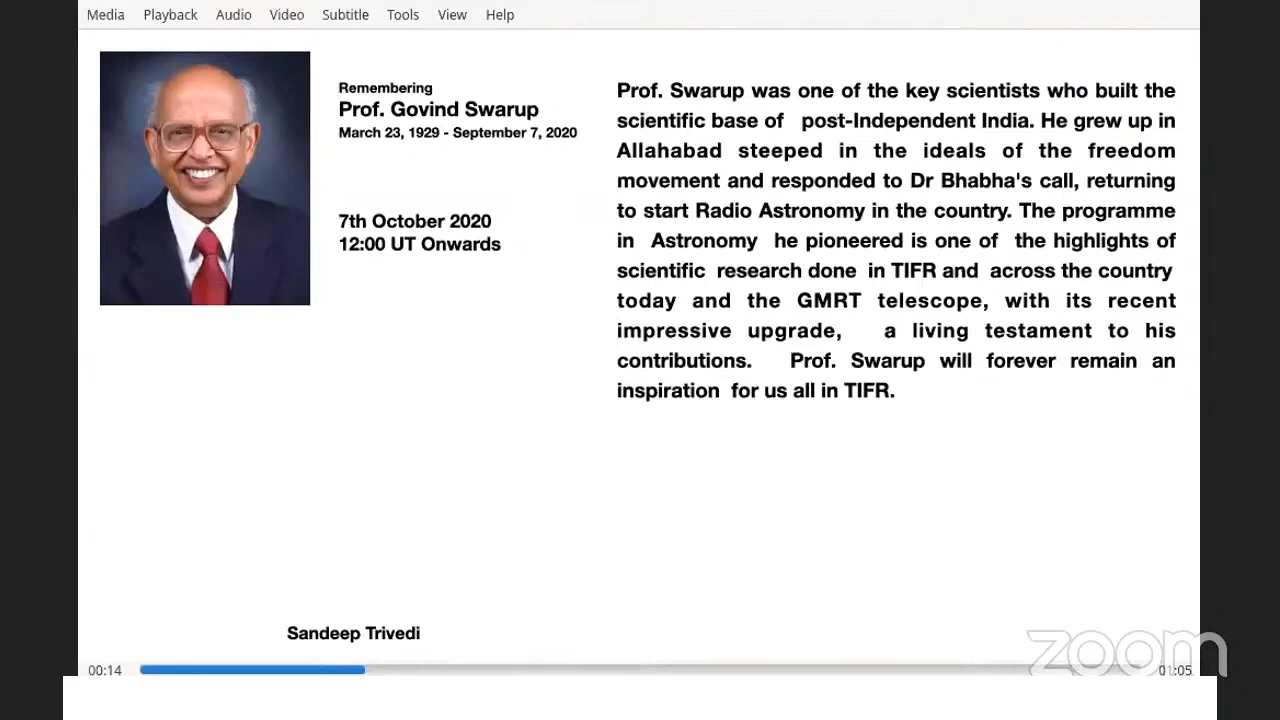 Media Playback Audio Video Subtitle Tools View Help
Remembering
Prof. Govind Swarup
March 23, 1929 - September 7, 2020
7th October 2020
12:00 UT Onwards
Prof. Swarup was one of the key scientists who built the
scientific base of post-Independent India. He grew up in
Allahabad steeped in the ideals of the freedom
movement and responded to Dr Bhabha's call, returning
to start Radio Astronomy in the country. The programme
in Astronomy he pioneered is one of the highlights of
scientific research done in TIFR and across the country
today and the GMRT telescope, with its recent
impressive upgrade, a living testament to his
contributions. Prof. Swarup will forever remain an
inspiration for us all in TIFR.
Sandeep Trivedi
zoom
00:14 01:05